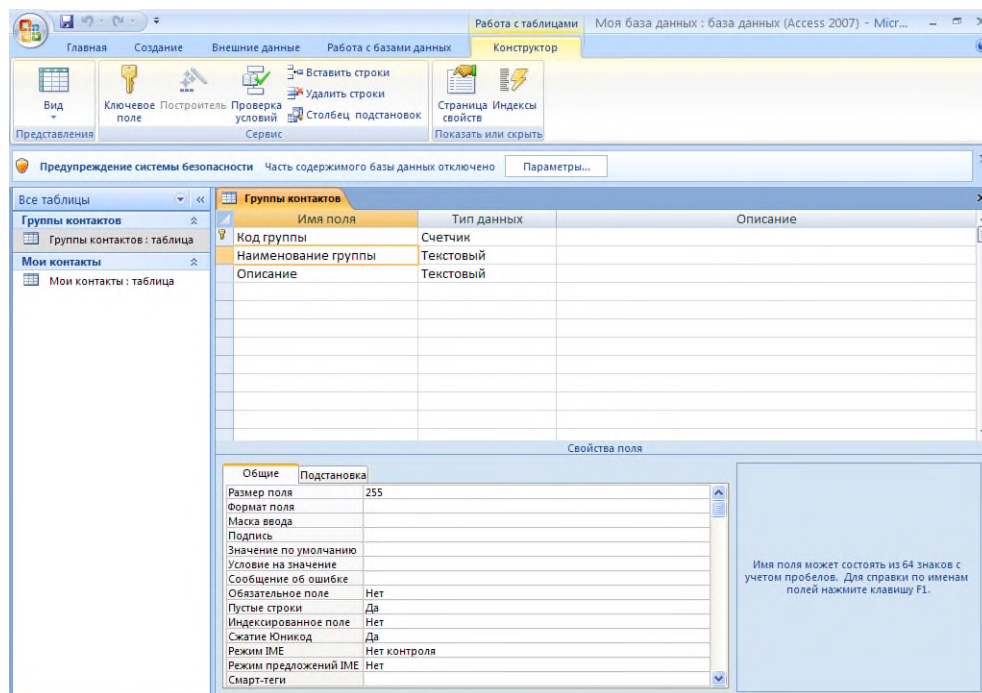 Работа с таблицами Моя база данных : база данных (Access 2007) - Micr...
Главная Создание Внешние данные Работа с базами данных Конструктор
Вид
Ключевое поле
Построитель
Проверка условий
Вставить строки
Удалить строки
Столбец подстановок
Страница свойств
Индексы
Представления Сервис Показать или скрыть
Предупреждение системы безопасности Часть содержимого базы данных отключено Параметры...
Все таблицы
Группы контактов
Группы контактов : таблица
Мои контакты
Мои контакты : таблица
Группы контактов
Имя поля Тип данных Описание
Код группы Счетчик
Наименование группы Текстовый
Описание Текстовый
Свойства поля
Общие Подстановка
Размер поля 255
Формат поля
Маска ввода
Подпись
Значение по умолчанию
Условие на значение
Сообщение об ошибке
Обязательное поле Нет
Пустые строки Да
Индексированное поле Нет
Сжатие Юникод Да
Режим IME Нет контроля
Режим предложений IME Нет
Смарт-теги
Имя поля может состоять из 64 знаков с
учетом пробелов. Для справки по именам
полей нажмите клавишу F1.